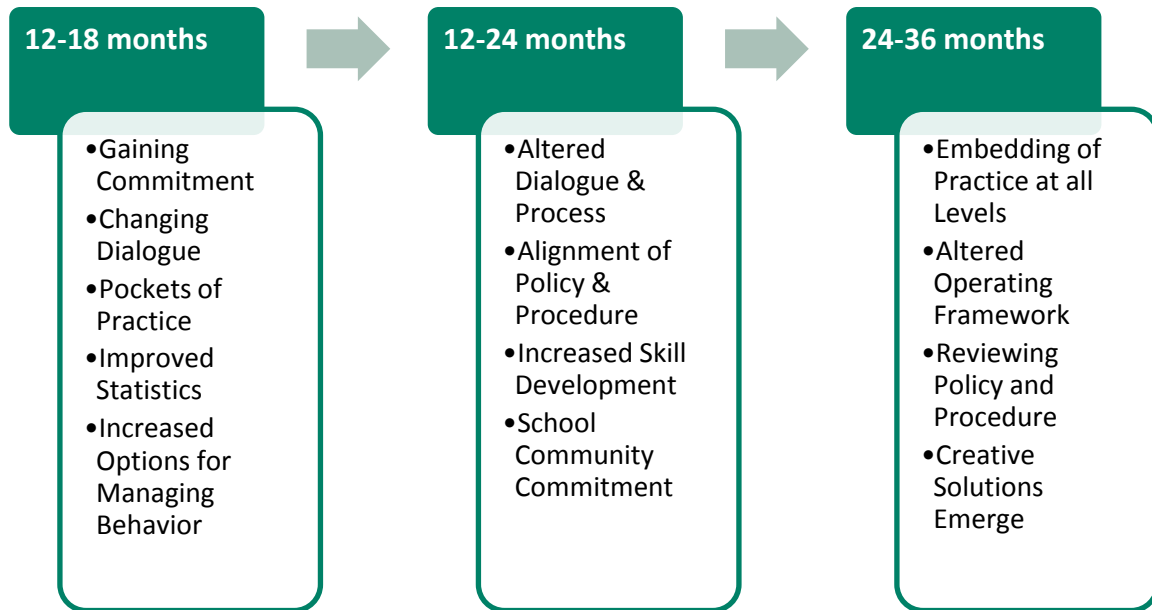 12-18 months
•Gaining
Commitment
•Changing
Dialogue
•Pockets of
Practice
•Improved
Statistics
•Increased
Options for
Managing
Behavior
12-24 months
•Altered
Dialogue &
Process
•Alignment of
Policy &
Procedure
•Increased Skill
Development
•School
Community
Commitment
24-36 months
•Embedding of
Practice at all
Levels
•Altered
Operating
Framework
•Reviewing
Policy and
Procedure
•Creative
Solutions
Emerge